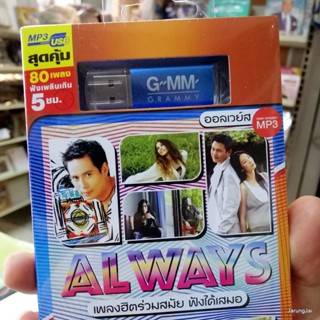 MP3 USB
สุดคุ้ม
80 เพลง
ฟังเพลินเกิน
5 ชม.
G"MM'
GRAMMY
ออลเวย์ส
MP3
ALWAYS
เพลงฮิตร่วมสมัย ฟังได้เสมอ
JarungJai